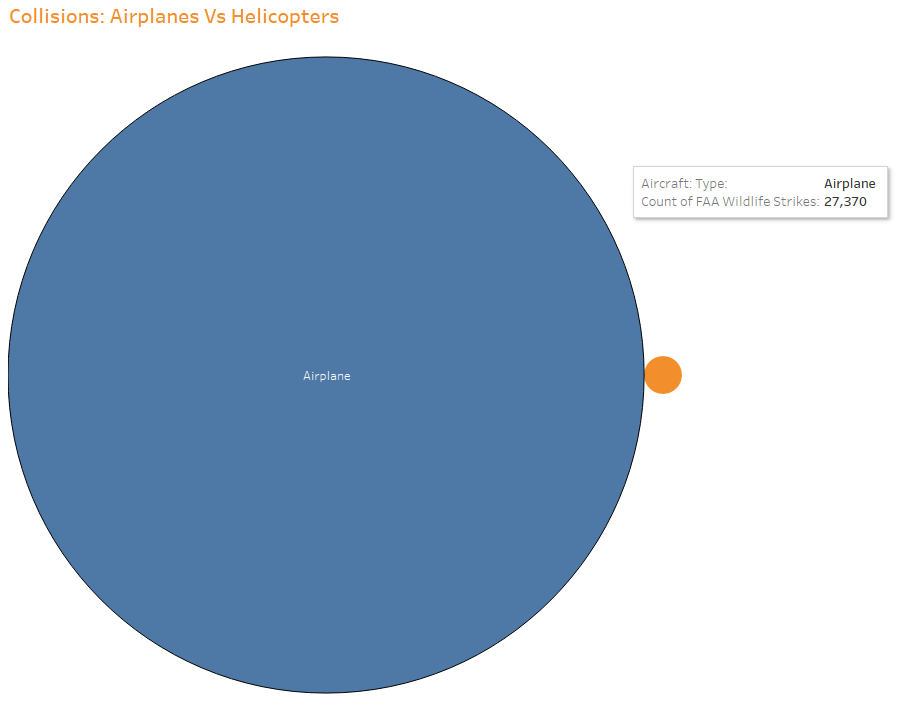 Collisions: Airplanes Vs Helicopters
Aircraft: Type: Airplane
Count of FAA Wildlife Strikes: 27,370
Airplane